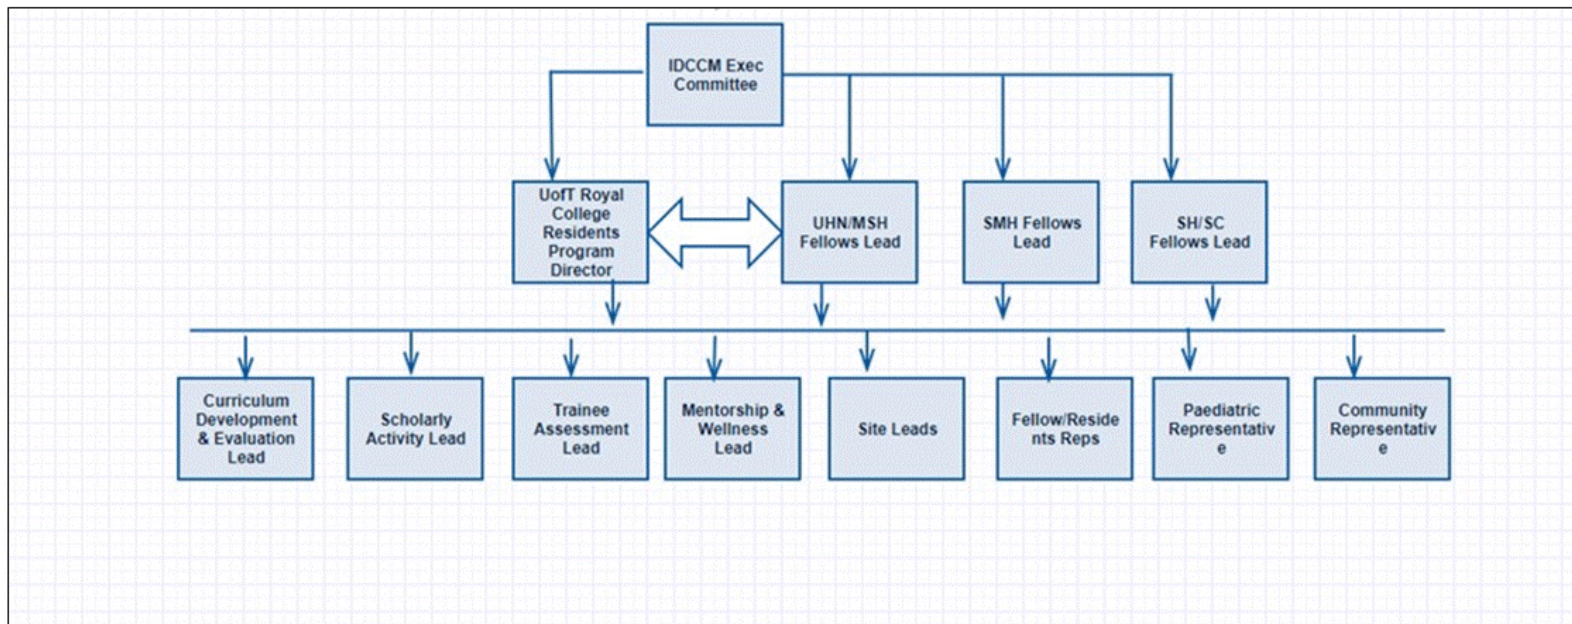 IDCCM Exec
Committee
UofT Royal
College
Residents
Program
Director
UHN/MSH
Fellows Lead
SMH Fellows
Lead
SH/SC
Fellows Lead
Curriculum
Development
& Evaluation
Lead
Scholarly
Activity Lead
Trainee
Assessment
Lead
Mentorship &
Wellness
Lead
Site Leads
Fellow/Reside
nts Reps
Paediatric
Representativ
e
Community
Representativ
e